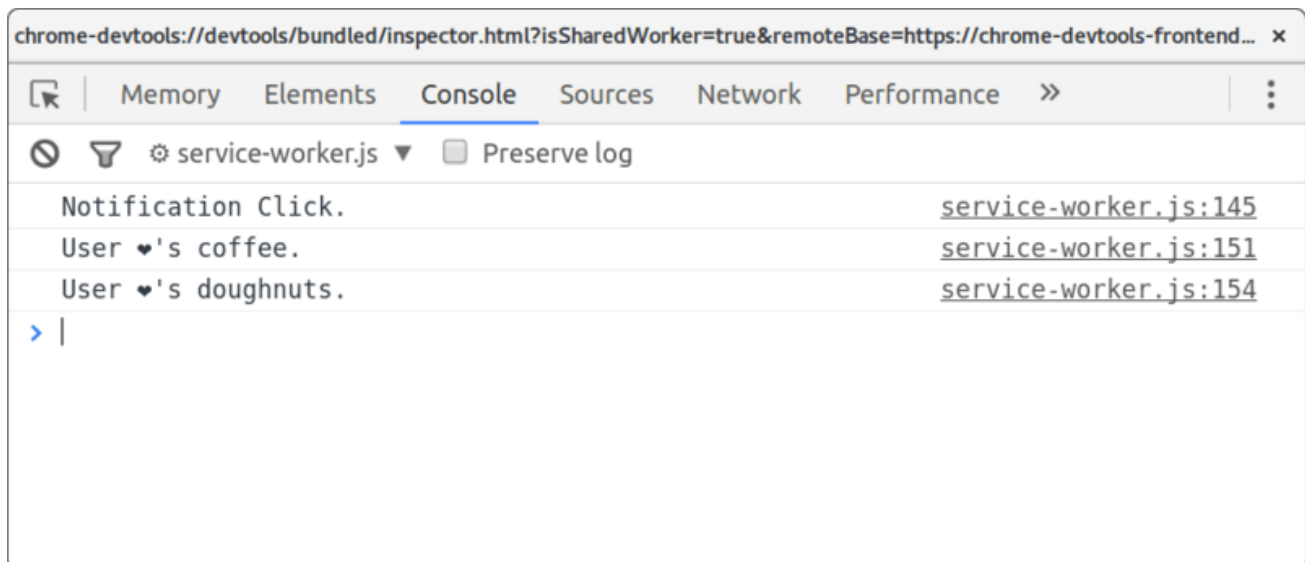 chrome-devtools://devtools/bundled/inspector.html?isSharedWorker=true&remoteBase=https://chrome-devtools-frontend... ×
Memory Elements Console Sources Network Performance »
⚙ service-worker.js ▼ Preserve log
Notification Click. service-worker.js:145
User ❤'s coffee. service-worker.js:151
User ❤'s doughnuts. service-worker.js:154